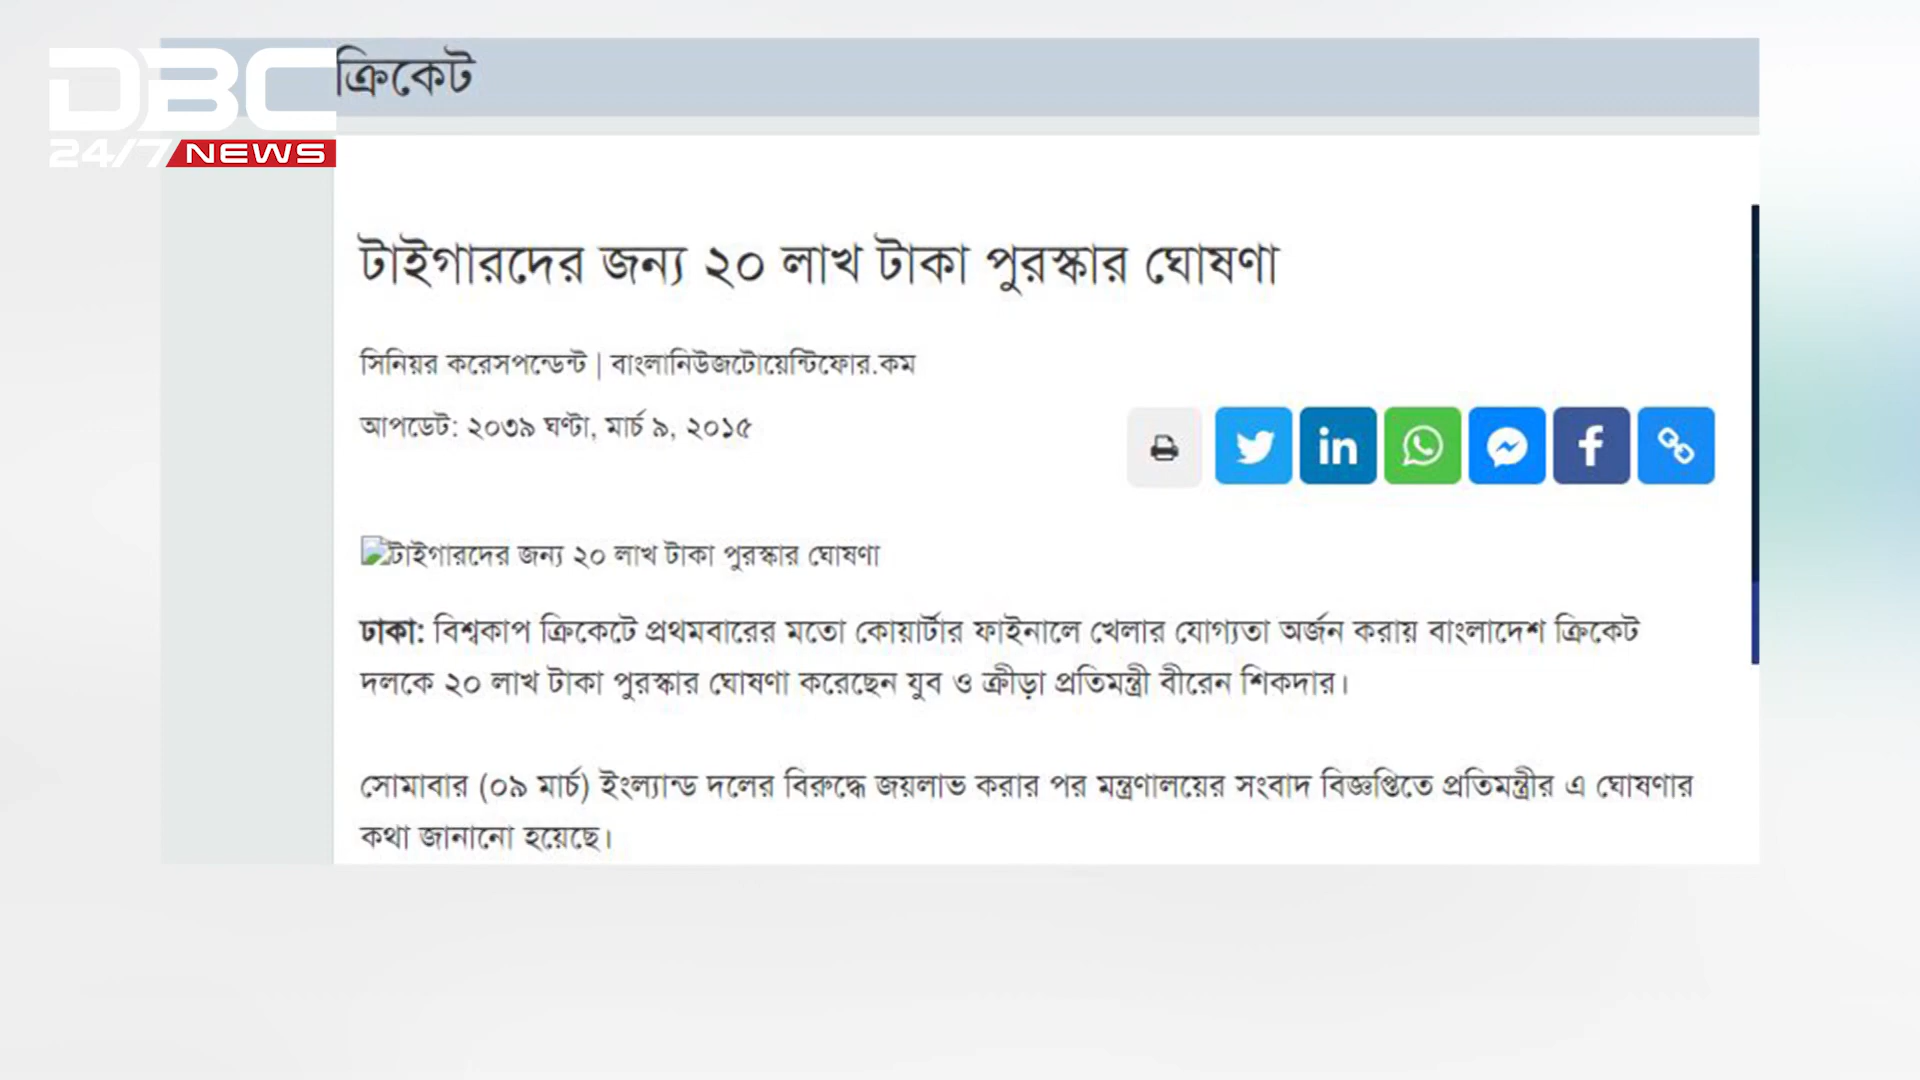 DBC
24/7 NEWS
ক্রিকেট
টাইগারদের জন্য ২০ লাখ টাকা পুরস্কার ঘোষণা
সিনিয়র করেসপন্ডেন্ট | বাংলানিউজটোয়েন্টিফোর.কম
আপডেট: ২০৩৯ ঘণ্টা, মার্চ ৯, ২০১৫
টাইগারদের জন্য ২০ লাখ টাকা পুরস্কার ঘোষণা
ঢাকা: বিশ্বকাপ ক্রিকেটে প্রথমবারের মতো কোয়ার্টার ফাইনালে খেলার যোগ্যতা অর্জন করায় বাংলাদেশ ক্রিকেট
দলকে ২০ লাখ টাকা পুরস্কার ঘোষণা করেছেন যুব ও ক্রীড়া প্রতিমন্ত্রী বীরেন শিকদার।
সোমাবার (০৯ মার্চ) ইংল্যান্ড দলের বিরুদ্ধে জয়লাভ করার পর মন্ত্রণালয়ের সংবাদ বিজ্ঞপ্তিতে প্রতিমন্ত্রীর এ ঘোষণার
কথা জানানো হয়েছে।